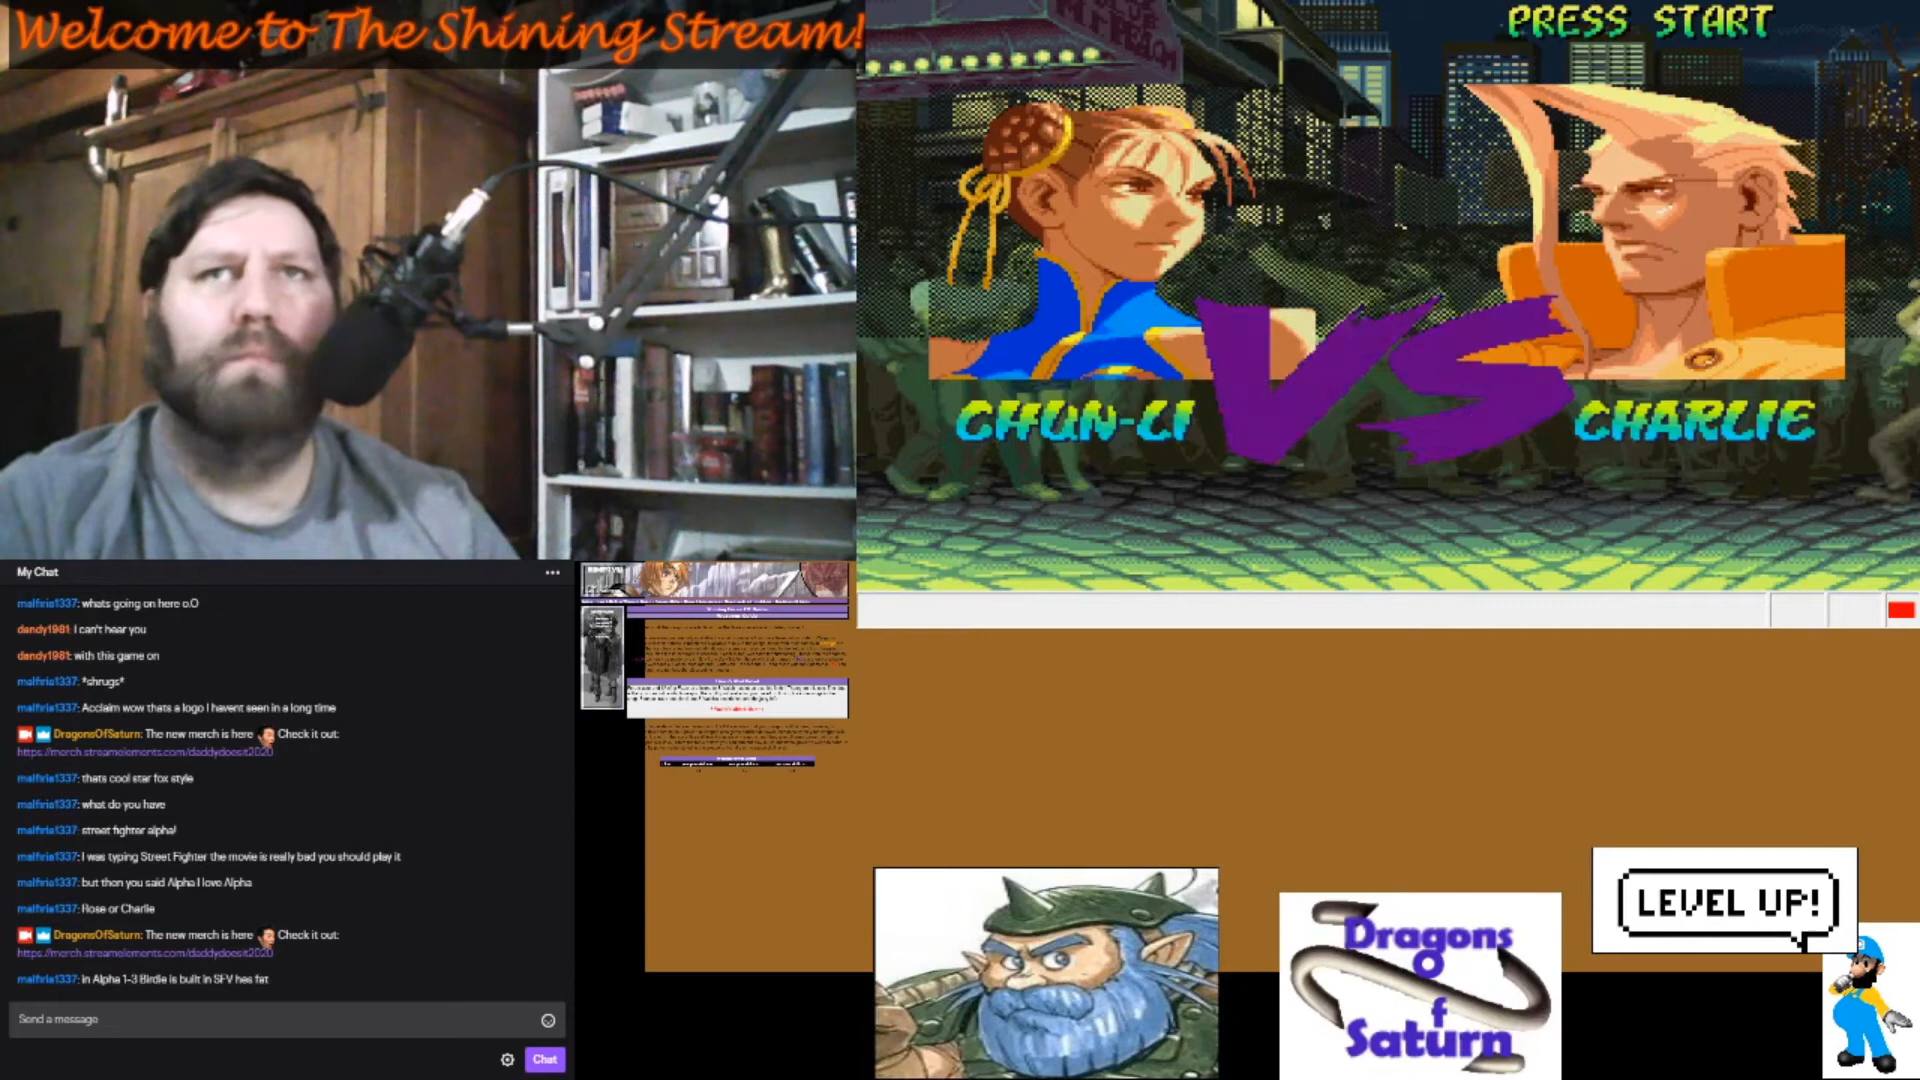 Welcome to The Shining Stream!
PRESS START
CHUN-LI
VS
CHARLIE
My Chat
malfria1337: whats going on here o.O
dandy1981: I can't hear you
dandy1981: with this game on
malfria1337: *shrugs*
malfria1337: Acclaim wow thats a logo I havent seen in a long time
DragonsOfSaturn: The new merch is here Check it out:
https://merch.streamelements.com/daddydoesit2020
malfria1337: thats cool star fox style
malfria1337: what do you have
malfria1337: street fighter alpha!
malfria1337: I was typing Street Fighter the movie is really bad you should play it
malfria1337: but then you said Alpha I love Alpha
malfria1337: Rose or Charlie
DragonsOfSaturn: The new merch is here Check it out:
https://merch.streamelements.com/daddydoesit2020
malfria1337: in Alpha 1-3 Birdie is built in SFV hes fat
Send a message
Chat
Dragons
O
f
Saturn
LEVEL UP!